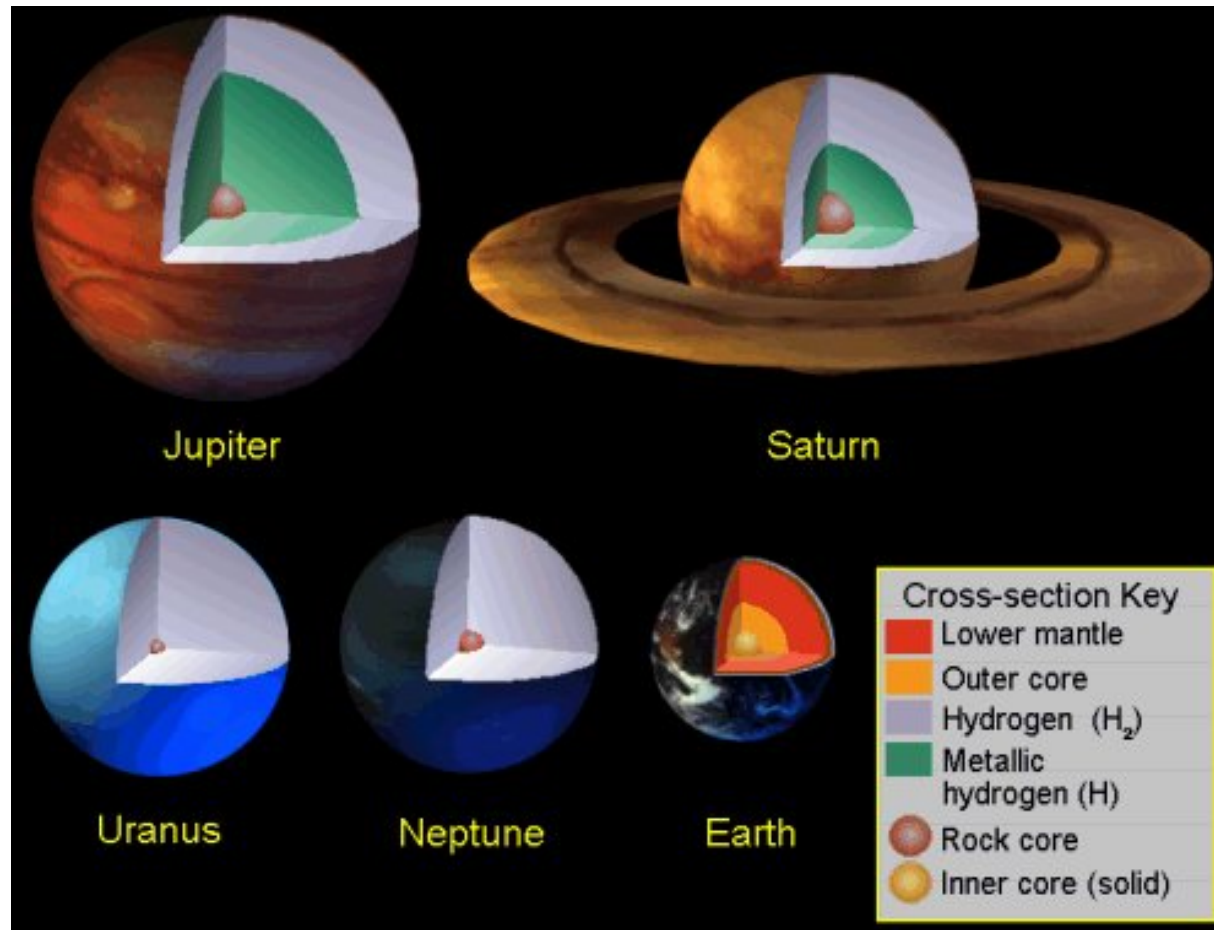 Jupiter
Saturn
Uranus
Neptune
Earth
Cross-section Key
Lower mantle
Outer core
Hydrogen (H₂)
Metallic
hydrogen (H)
Rock core
Inner core (solid)